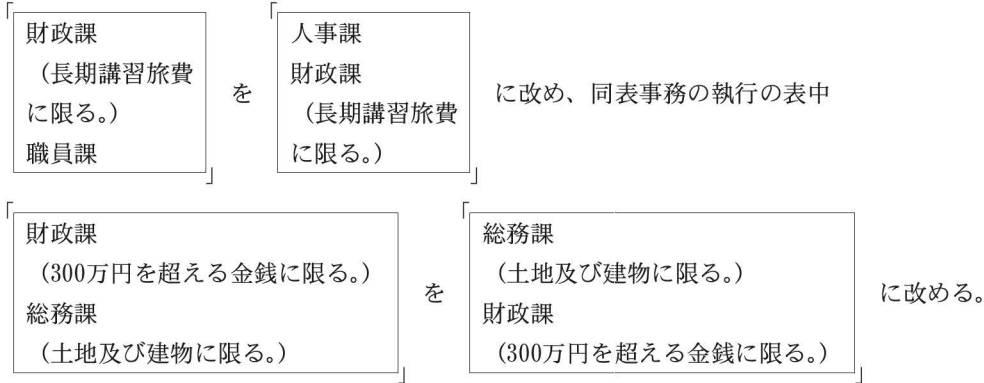 「財政課
（長期講習旅費
に限る。）
職員課」
を
「人事課
財政課
（長期講習旅費
に限る。）」
に改め、同表事務の執行の表中
「財政課
（300万円を超える金銭に限る。）
総務課
（土地及び建物に限る。）」
を
「総務課
（土地及び建物に限る。）
財政課
（300万円を超える金銭に限る。）」
に改める。